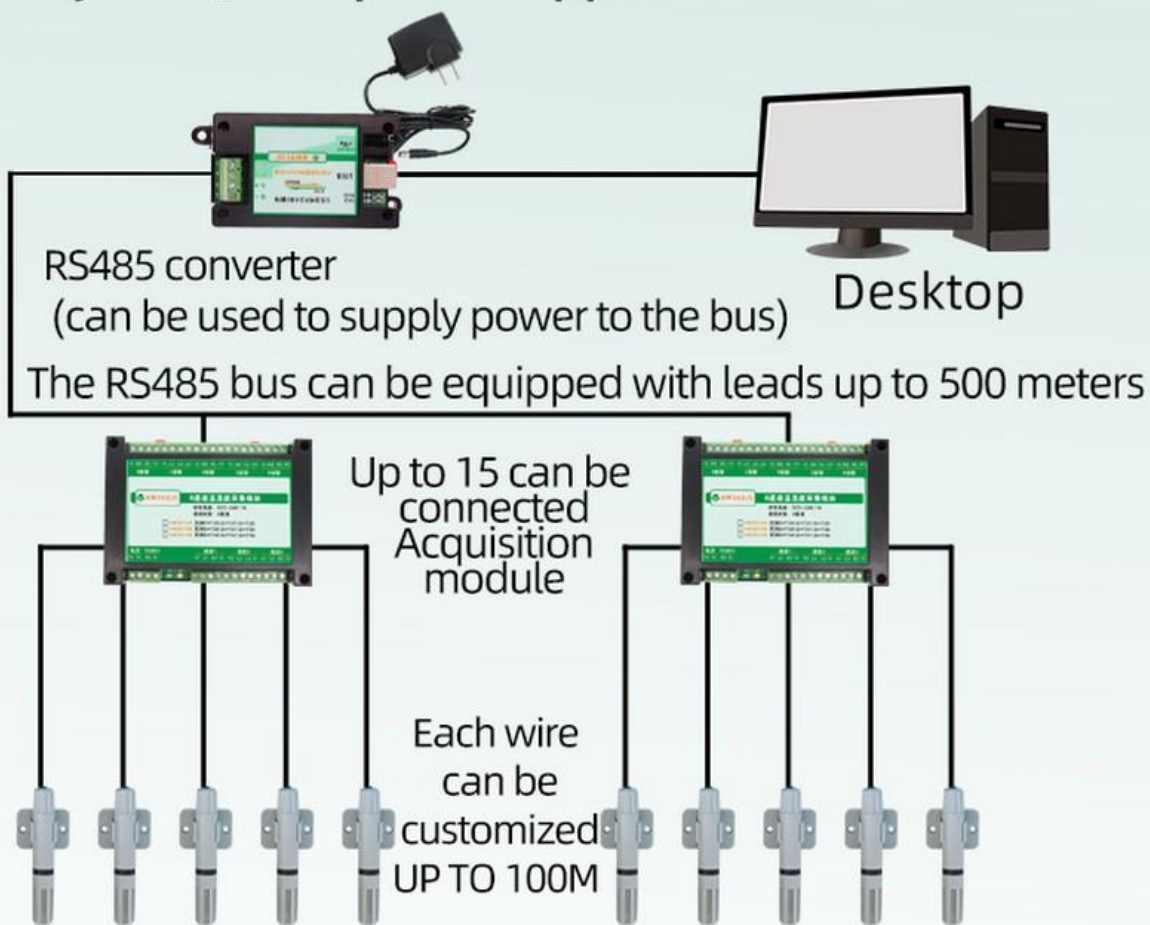 RS485 converter
(can be used to supply power to the bus)
Desktop
The RS485 bus can be equipped with leads up to 500 meters
Up to 15 can be
connected
Acquisition
module
Each wire
can be
customized
UP TO 100M